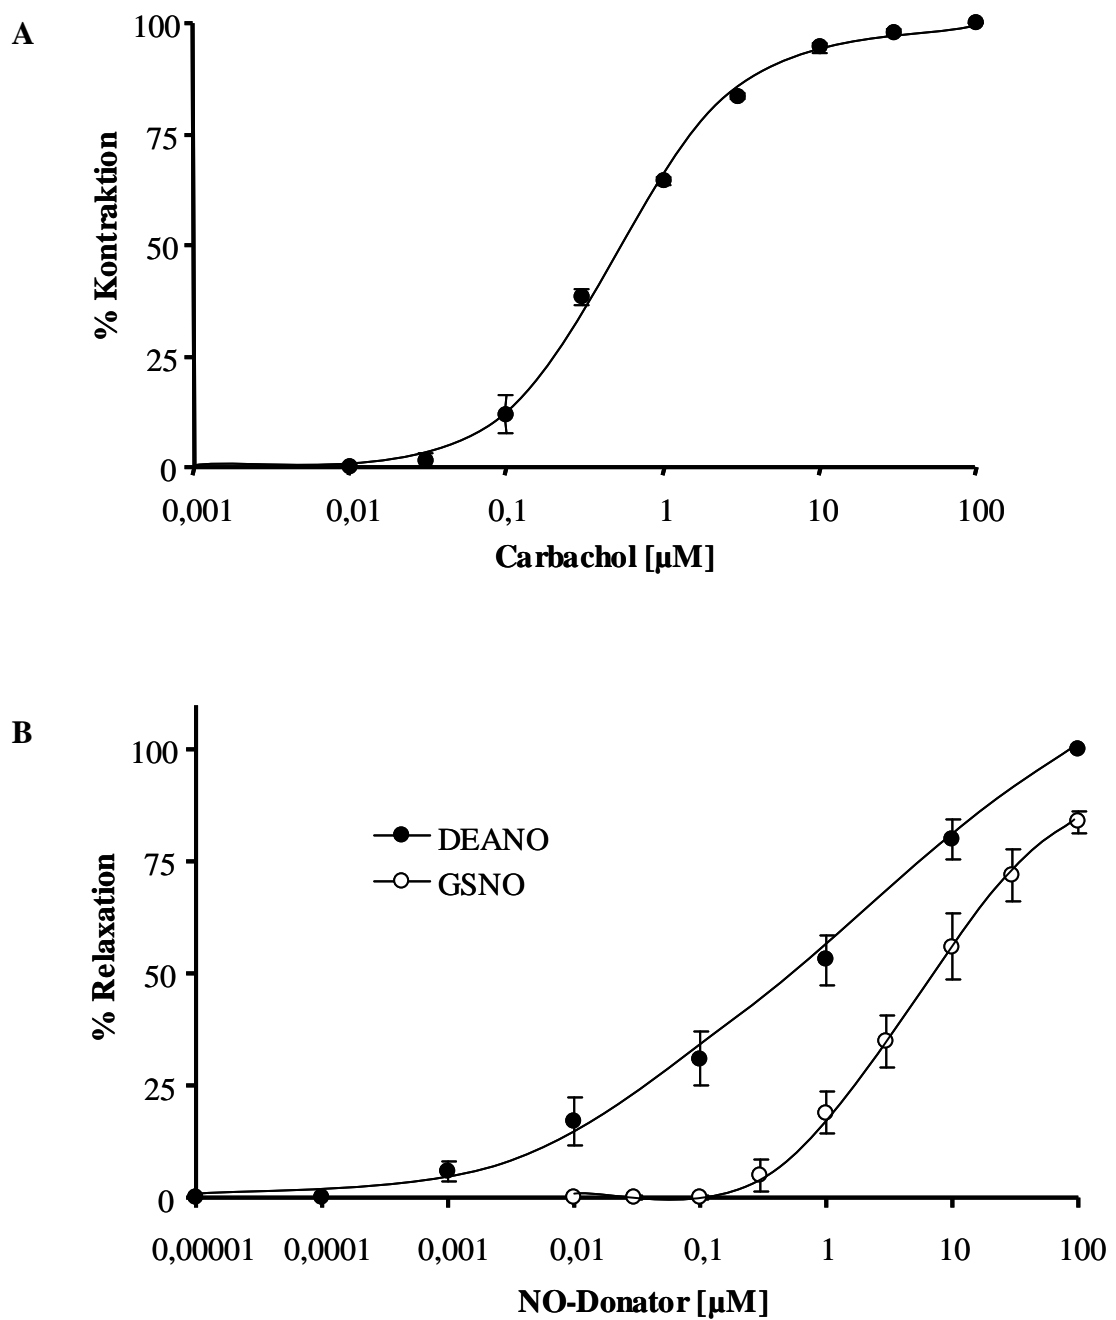 A
100
75
50
25
0
% Kontraktion
0,001 0,01 0,1 1 10 100
Carbachol [µM]
B
100
75
50
25
0
% Relaxation
DEANO
GSNO
0,00001 0,0001 0,001 0,01 0,1 1 10 100
NO-Donator [µM]